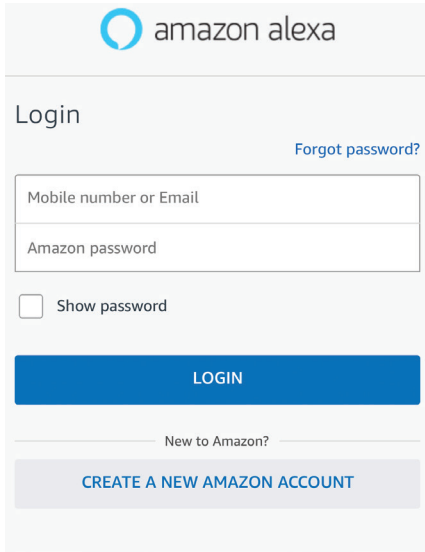 amazon alexa
Login
Forgot password?
Mobile number or Email
Amazon password
Show password
LOGIN
New to Amazon?
CREATE A NEW AMAZON ACCOUNT